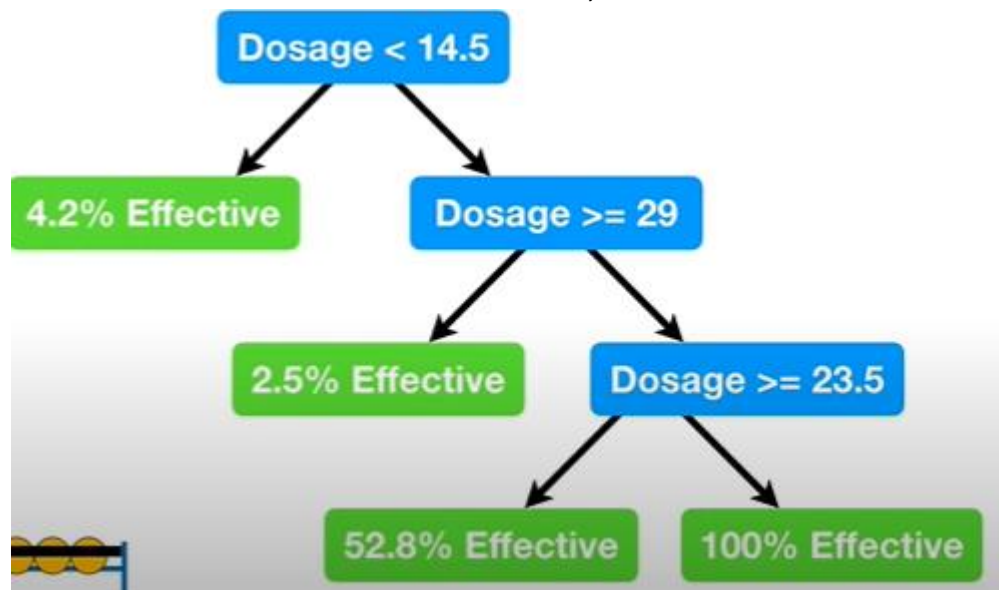 Dosage < 14.5
4.2% Effective
Dosage >= 29
2.5% Effective
Dosage >= 23.5
52.8% Effective
100% Effective